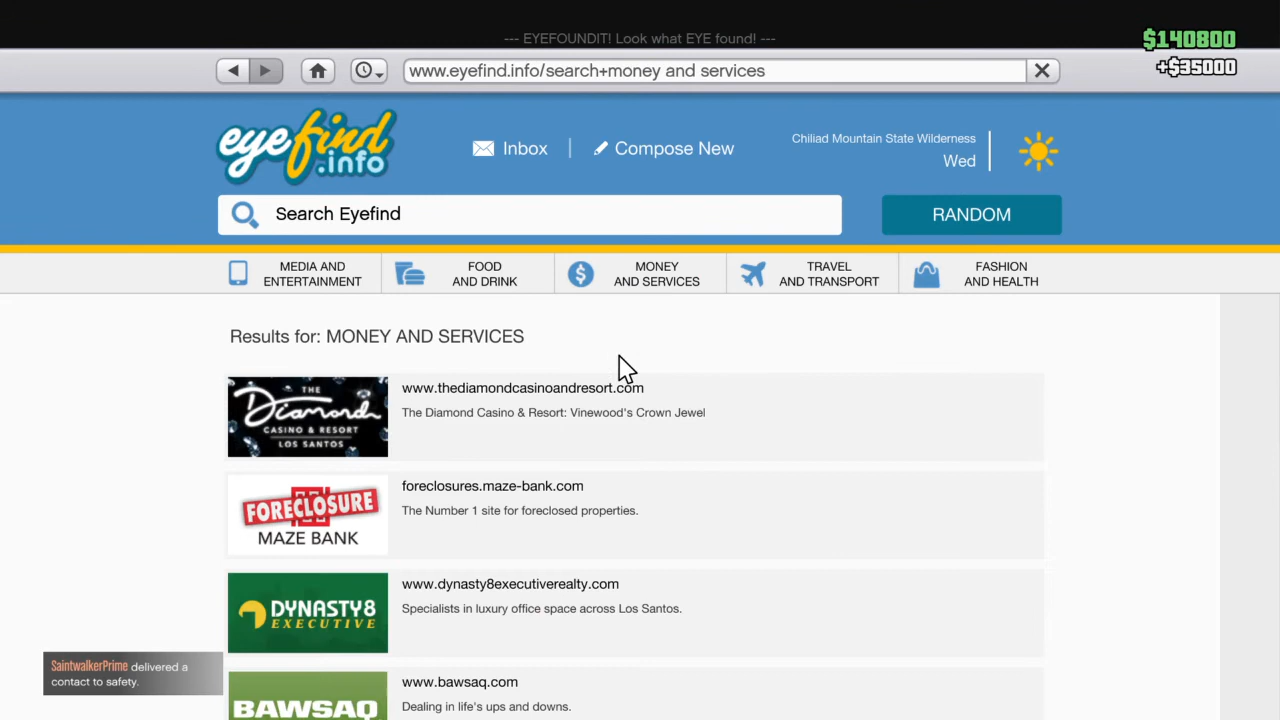 --- EYEFOUNDIT! Look what EYE found! ---
$140800
+$35000
www.eyefind.info/search+money and services
eyefind
.info
Inbox
Compose New
Chiliad Mountain State Wilderness
Wed
Search Eyefind
RANDOM
MEDIA AND
ENTERTAINMENT
FOOD
AND DRINK
MONEY
AND SERVICES
TRAVEL
AND TRANSPORT
FASHION
AND HEALTH
Results for: MONEY AND SERVICES
THE
Diamond
CASINO & RESORT
LOS SANTOS
www.thediamondcasinoandresort.com
The Diamond Casino & Resort: Vinewood's Crown Jewel
FORECLOSURE
MAZE BANK
foreclosures.maze-bank.com
The Number 1 site for foreclosed properties.
DYNASTY8
EXECUTIVE
www.dynasty8executiverealty.com
Specialists in luxury office space across Los Santos.
SaintwalkerPrime delivered a
contact to safety.
BAWSAQ
www.bawsaq.com
Dealing in life's ups and downs.